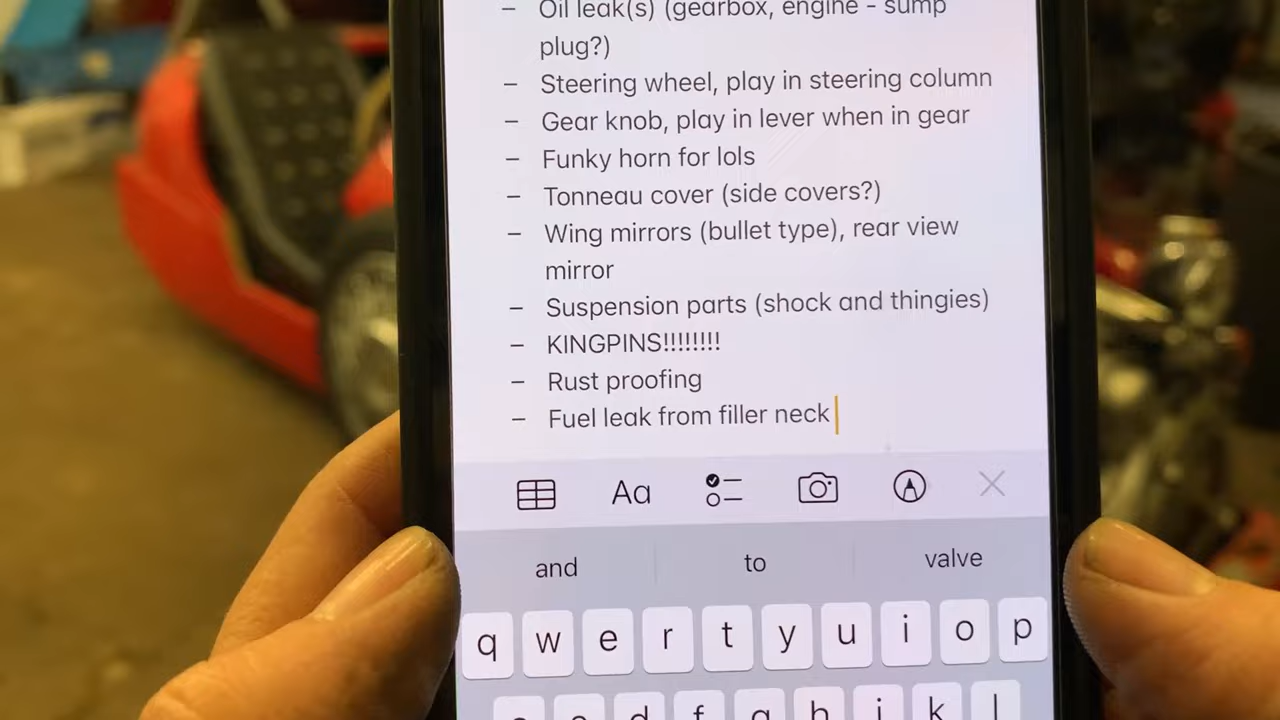 – Oil leak(s) (gearbox, engine - sump
plug?)
– Steering wheel, play in steering column
– Gear knob, play in lever when in gear
– Funky horn for lols
– Tonneau cover (side covers?)
– Wing mirrors (bullet type), rear view
mirror
– Suspension parts (shock and thingies)
– KINGPINS!!!!!!!!
– Rust proofing
– Fuel leak from filler neck
Aa
and to valve
q w e r t y u i o p
a s d f g h j k l